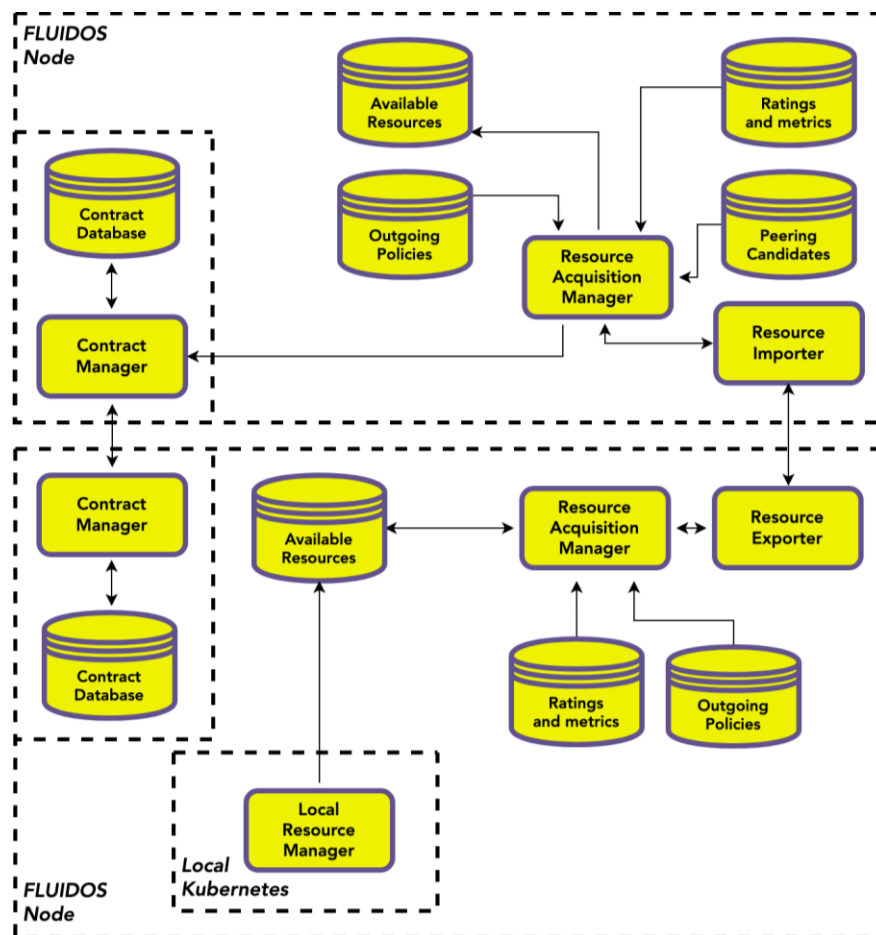 FLUIDOS
Node
Available
Resources
Ratings
and metrics
Contract
Database
Outgoing
Policies
Peering
Candidates
Resource
Acquisition
Manager
Contract
Manager
Resource
Importer
Contract
Manager
Available
Resources
Resource
Acquisition
Manager
Resource
Exporter
Contract
Database
Ratings
and metrics
Outgoing
Policies
Local
Resource
Manager
Local
Kubernetes
FLUIDOS
Node